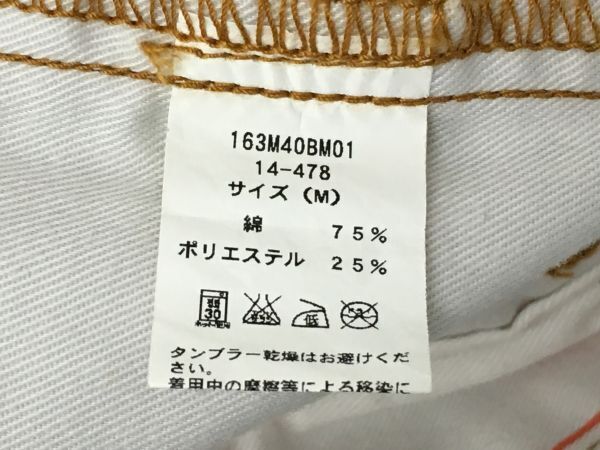 163M40BM01
14-478
サイズ (M)
綿 75%
ポリエステル 25%
30
低
タンブラー乾燥はお避けくだ
さい。
着用中の摩擦等による移染に